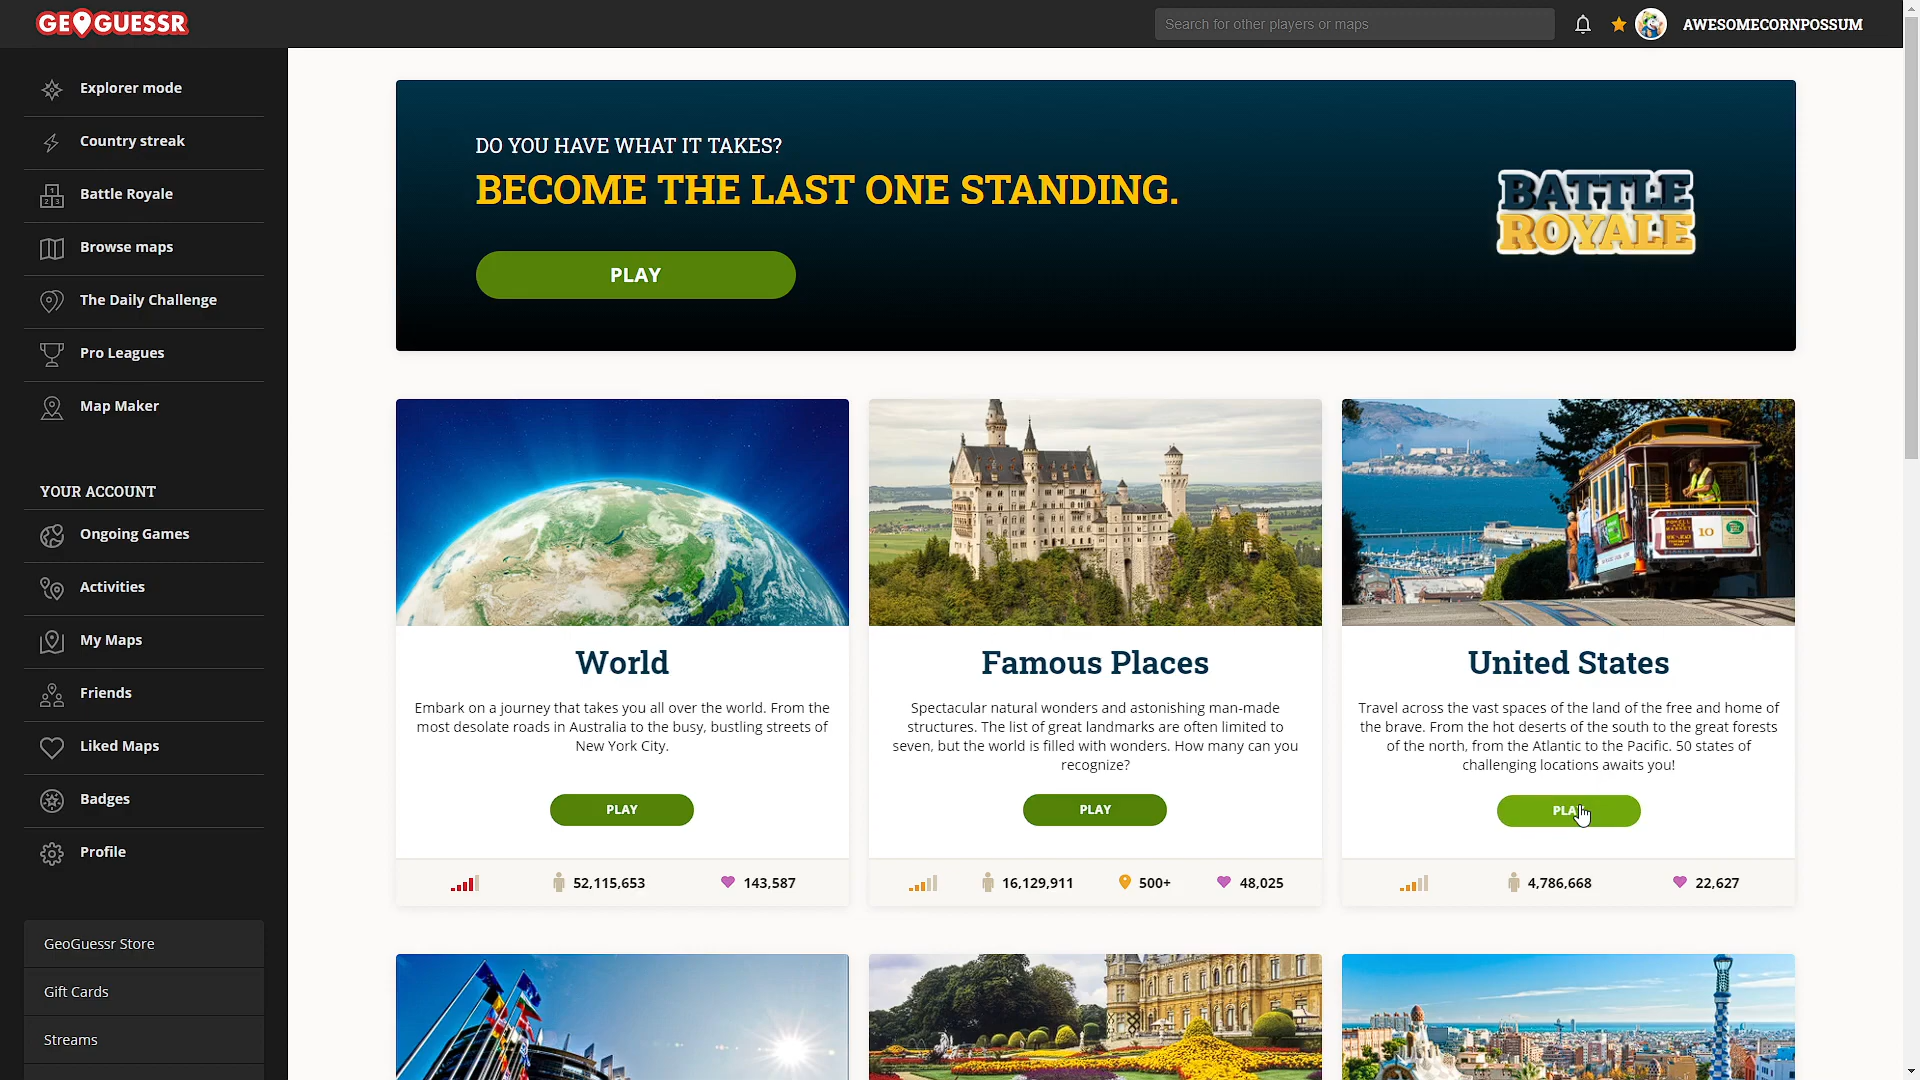 GEOGUESSR
Search for other players or maps
AWESOMECORNPOSSUM
Explorer mode
Country streak
Battle Royale
Browse maps
The Daily Challenge
Pro Leagues
Map Maker
YOUR ACCOUNT
Ongoing Games
Activities
My Maps
Friends
Liked Maps
Badges
Profile
GeoGuessr Store
Gift Cards
Streams
DO YOU HAVE WHAT IT TAKES?
BECOME THE LAST ONE STANDING.
PLAY
BATTLE
ROYALE
World
Embark on a journey that takes you all over the world. From the
most desolate roads in Australia to the busy, bustling streets of
New York City.
PLAY
52,115,653
143,587
Famous Places
Spectacular natural wonders and astonishing man-made
structures. The list of great landmarks are often limited to
seven, but the world is filled with wonders. How many can you
recognize?
PLAY
16,129,911
500+
48,025
10
United States
Travel across the vast spaces of the land of the free and home of
the brave. From the hot deserts of the south to the great forests
of the north, from the Atlantic to the Pacific. 50 states of
challenging locations awaits you!
PLAY
4,786,668
22,627